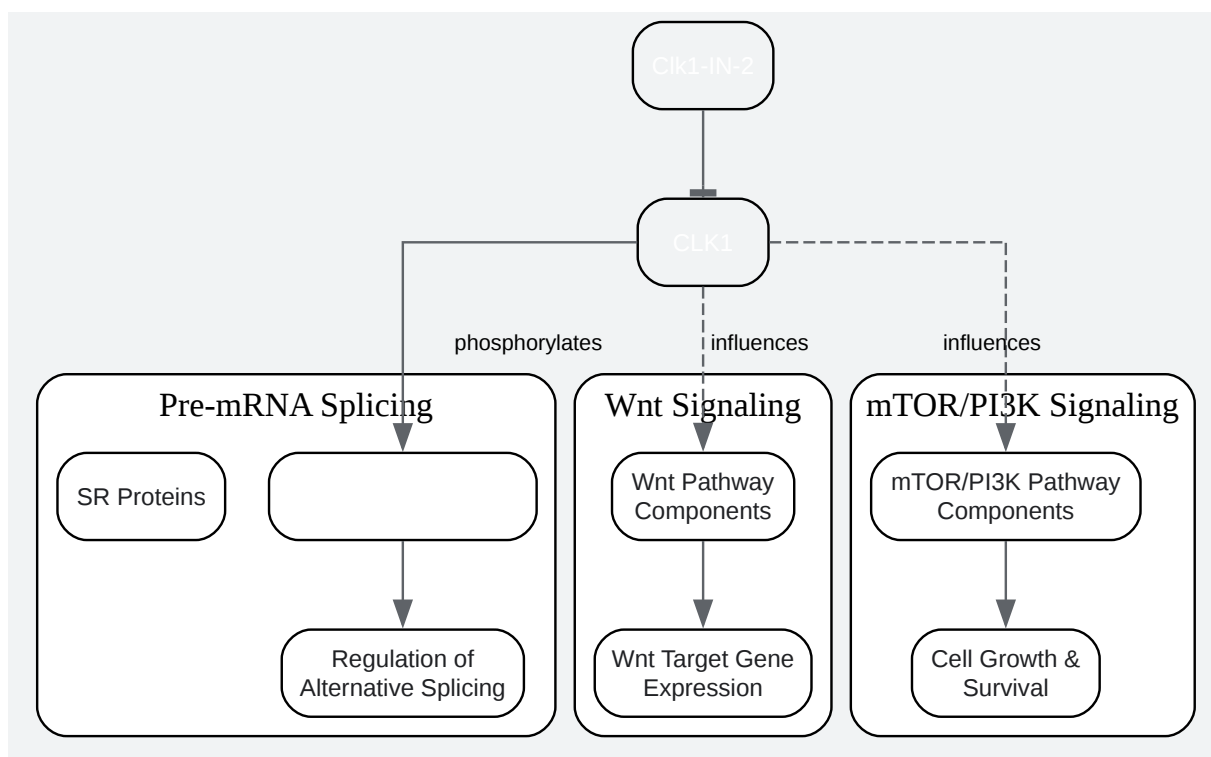 Clk1-IN-2
CLK1
phosphorylates
influences
influences
Pre-mRNA Splicing
Wnt Signaling
mTOR/PI3K Signaling
SR Proteins
Wnt Pathway
Components
mTOR/PI3K Pathway
Components
Regulation of
Alternative Splicing
Wnt Target Gene
Expression
Cell Growth &
Survival